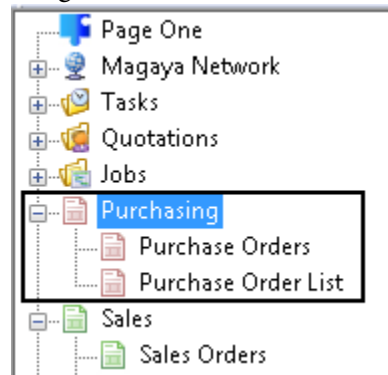 Page One
Magaya Network
Tasks
Quotations
Jobs
Purchasing
Purchase Orders
Purchase Order List
Sales
Sales Orders